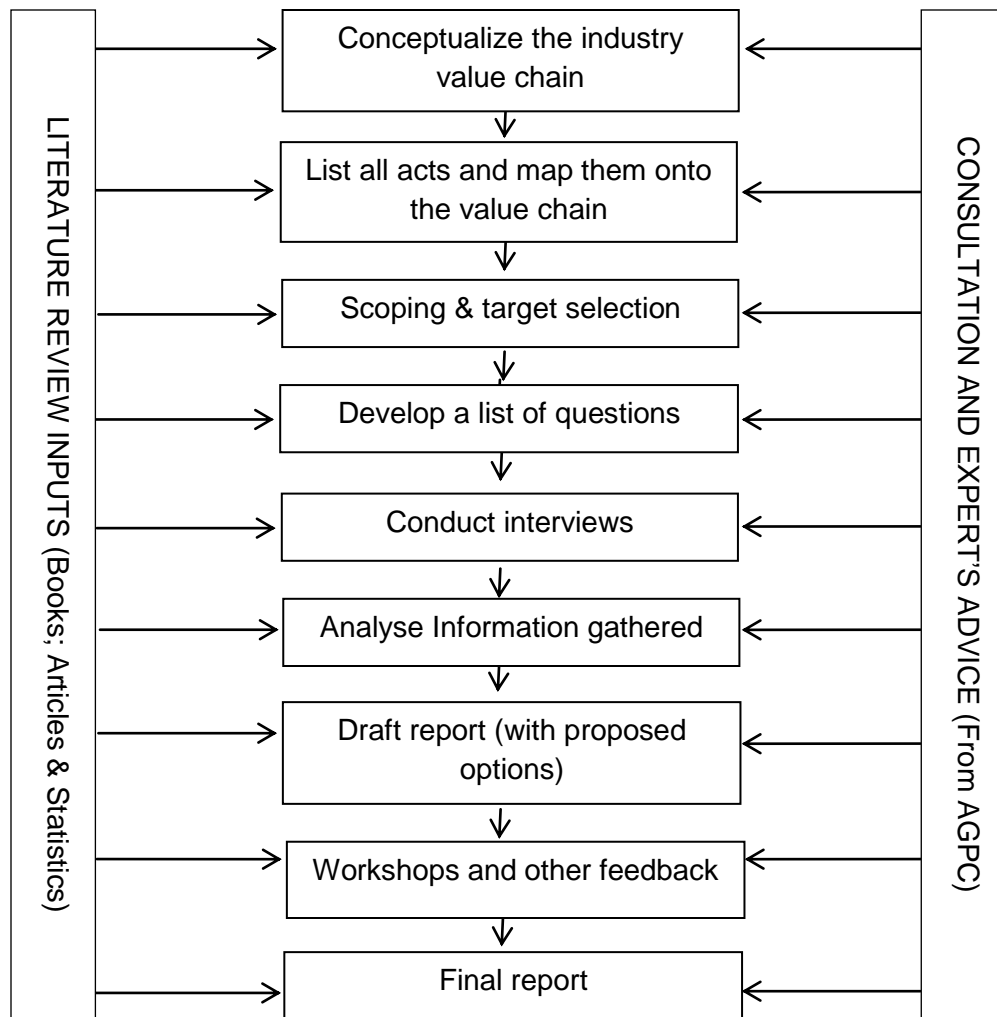 LITERATURE REVIEW INPUTS (Books; Articles & Statistics)
Conceptualize the industry
value chain
List all acts and map them onto
the value chain
Scoping & target selection
Develop a list of questions
Conduct interviews
Analyse Information gathered
Draft report (with proposed
options)
Workshops and other feedback
Final report
CONSULTATION AND EXPERT'S ADVICE (From AGPC)